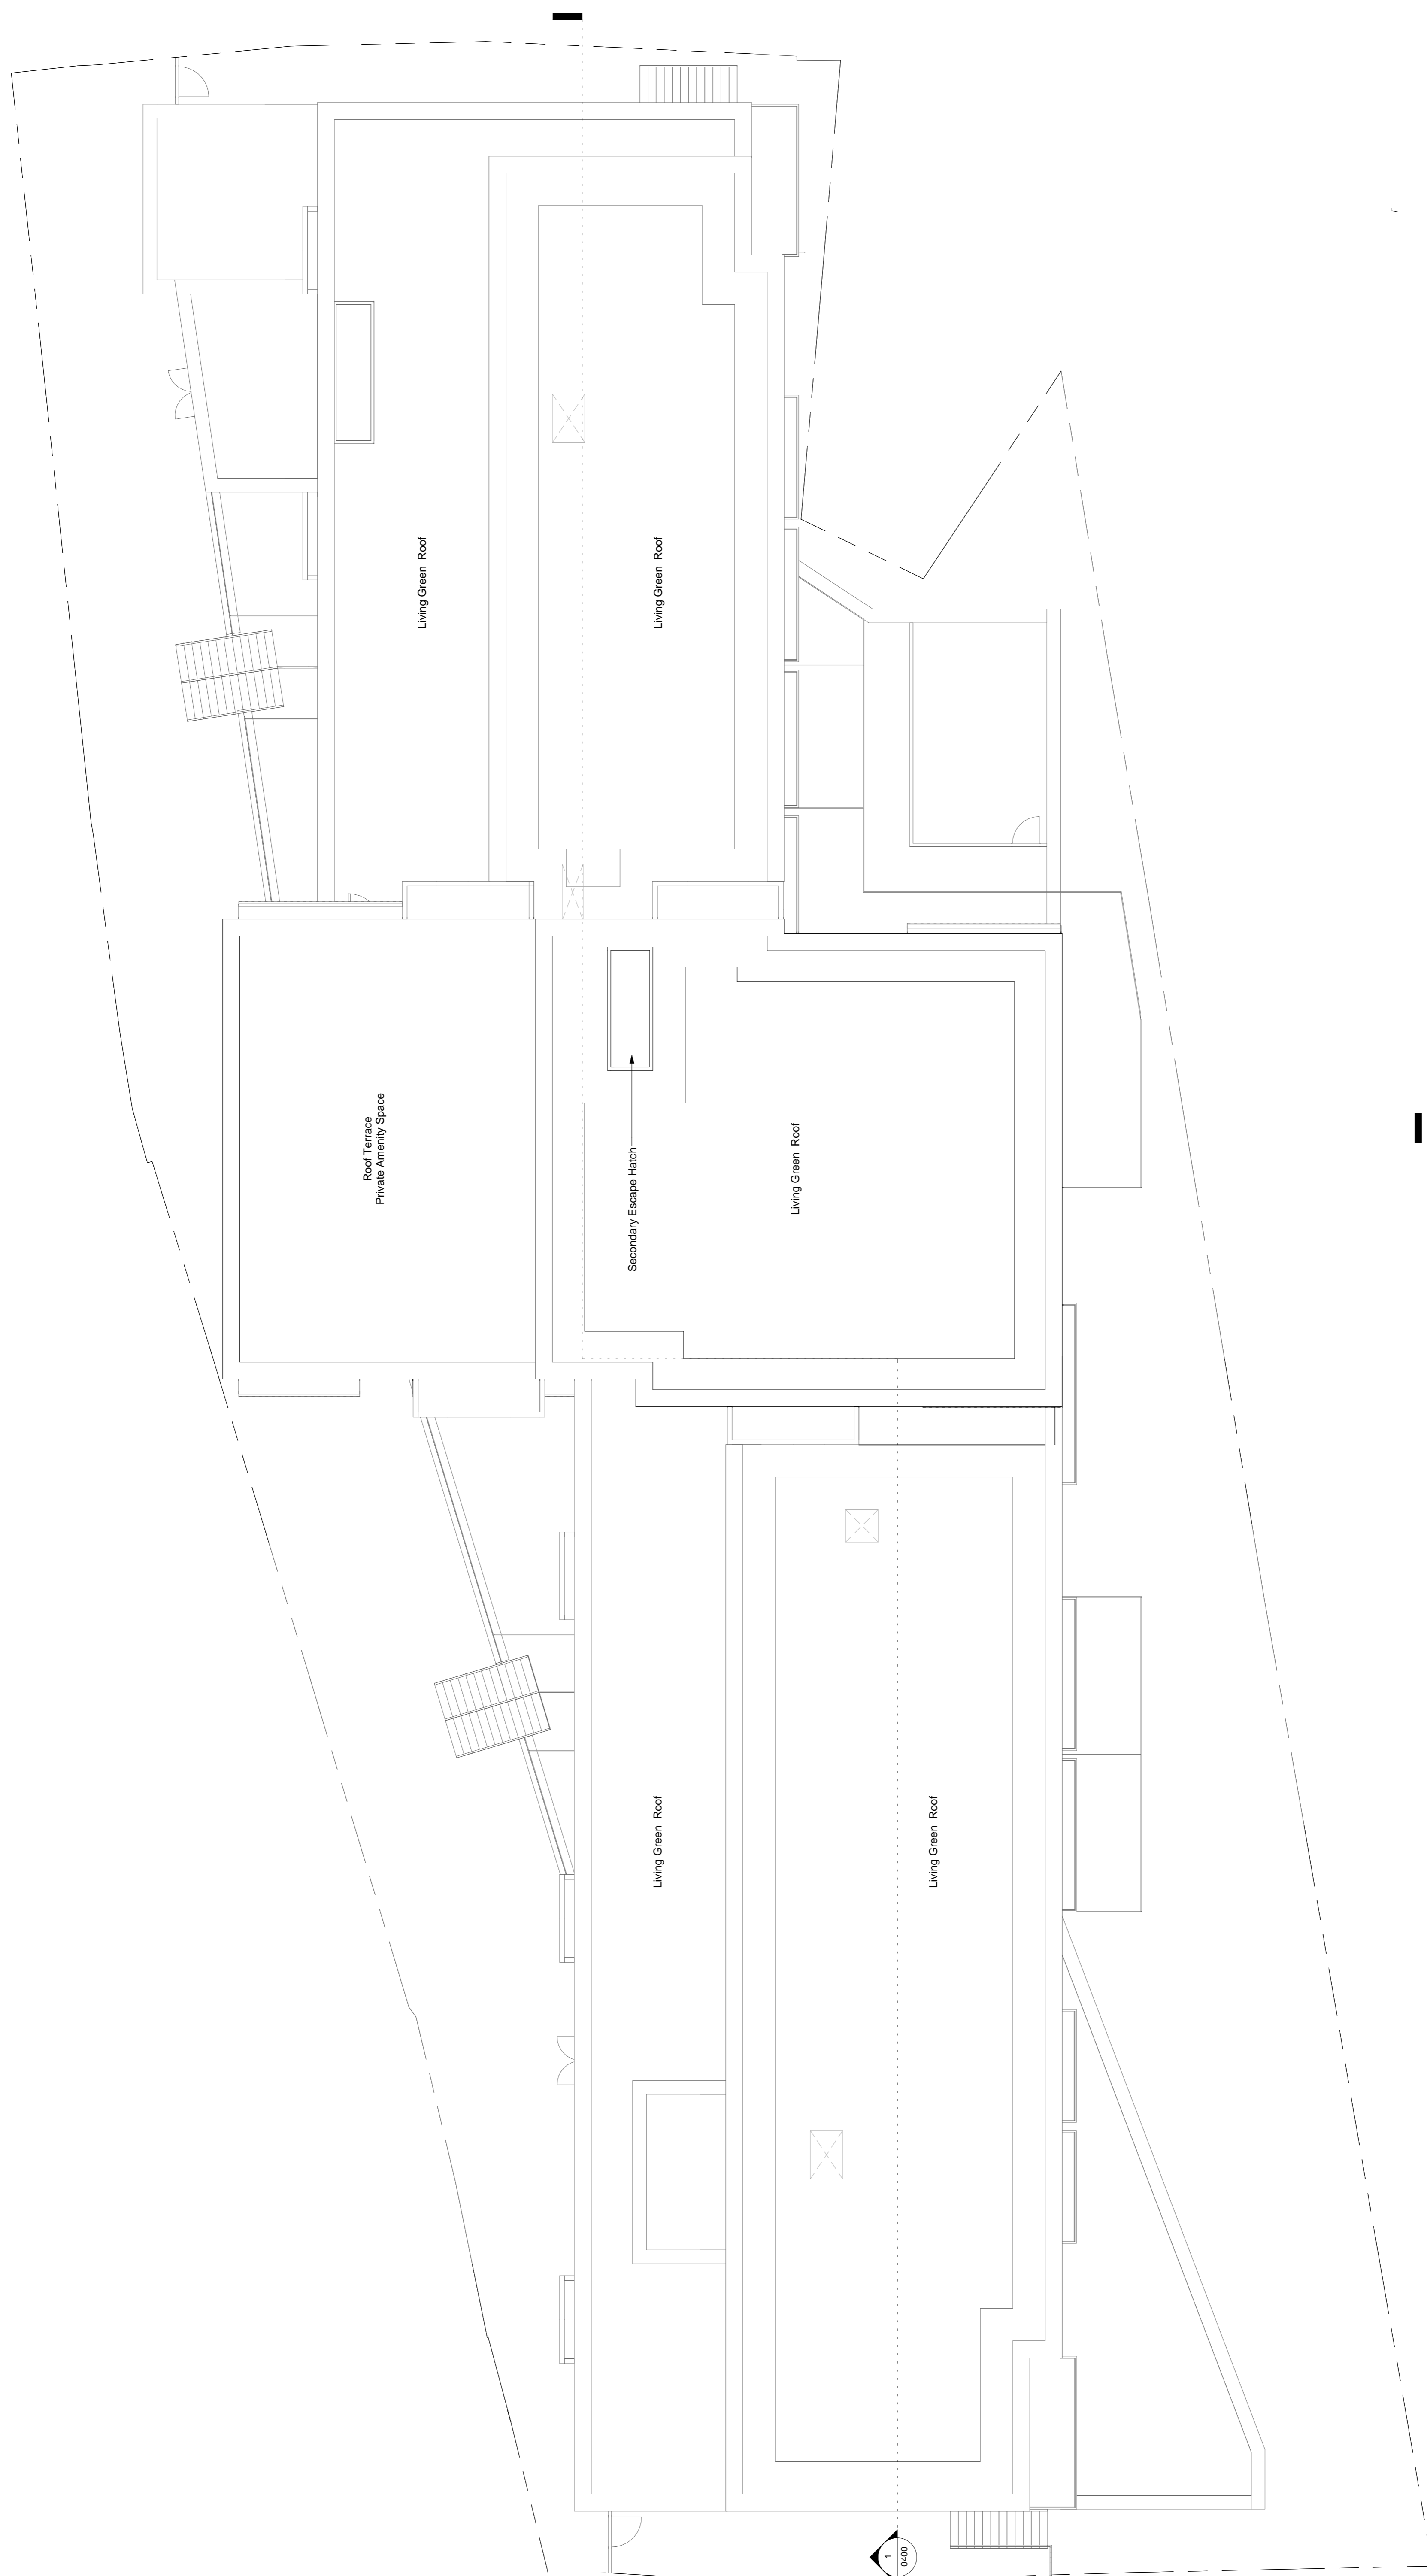 Living Green Roof
Living Green Roof
Roof Terrace
Private Amenity Space
Secondary Escape Hatch
Living Green Roof
Living Green Roof
Living Green Roof
1
0400